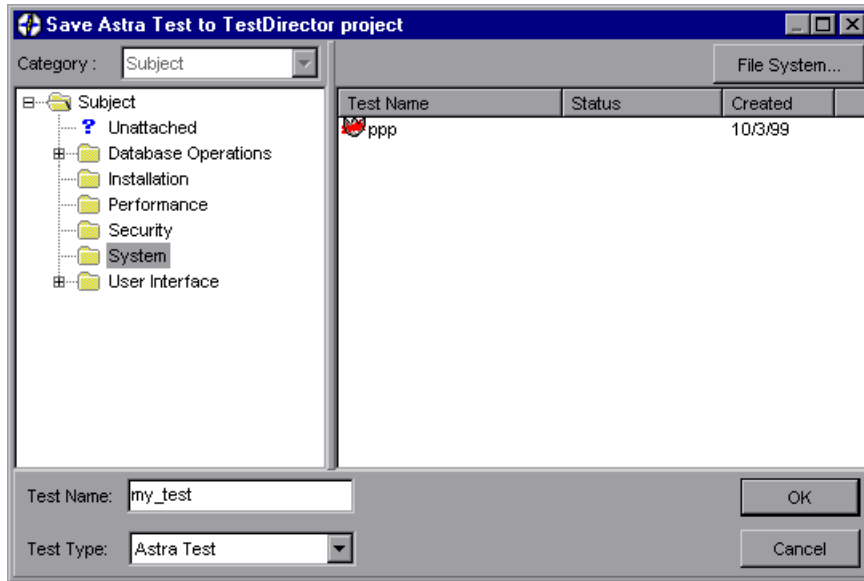 Save Astra Test to TestDirector project
Category : Subject
File System...
Subject
? Unattached
Database Operations
Installation
Performance
Security
System
User Interface
Test Name Status Created
ppp 10/3/99
Test Name: my_test
OK
Test Type: Astra Test
Cancel